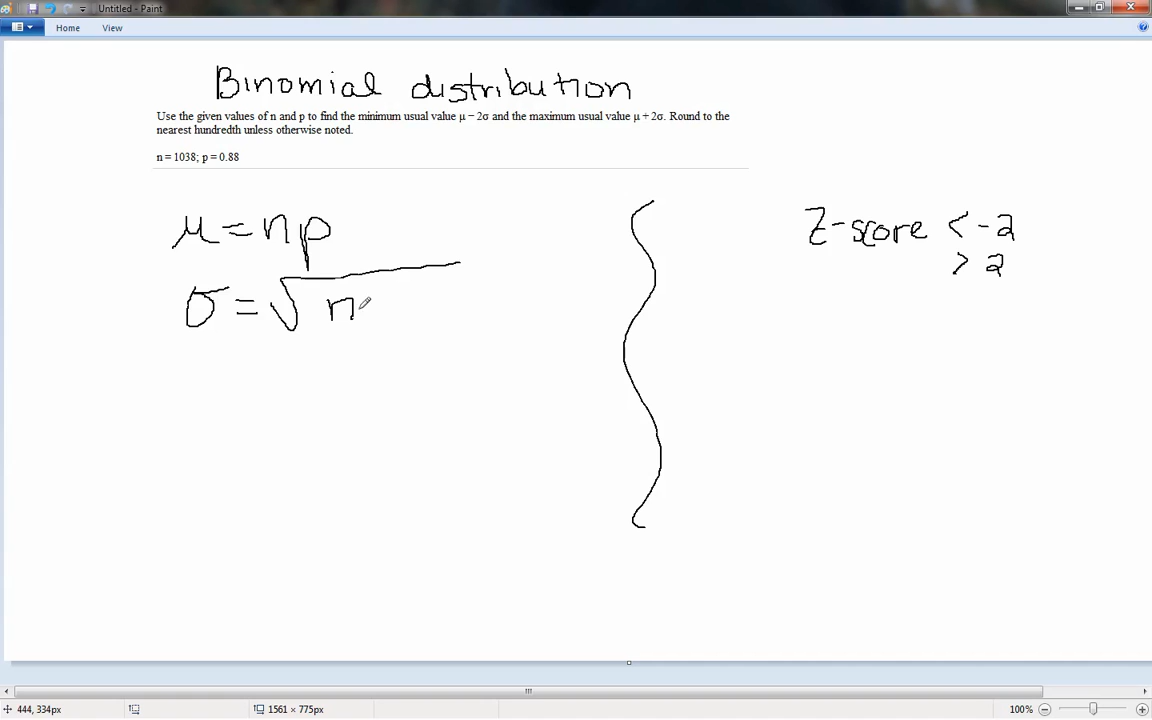 Untitled - Paint
Home View
Binomial distribution
Use the given values of n and p to find the minimum usual value μ − 2σ and the maximum usual value μ + 2σ. Round to the
nearest hundredth unless otherwise noted.
n = 1038; p = 0.88
μ = np
σ = √n
Z-score < -2
> 2
444, 334px
1561 × 775px
100%